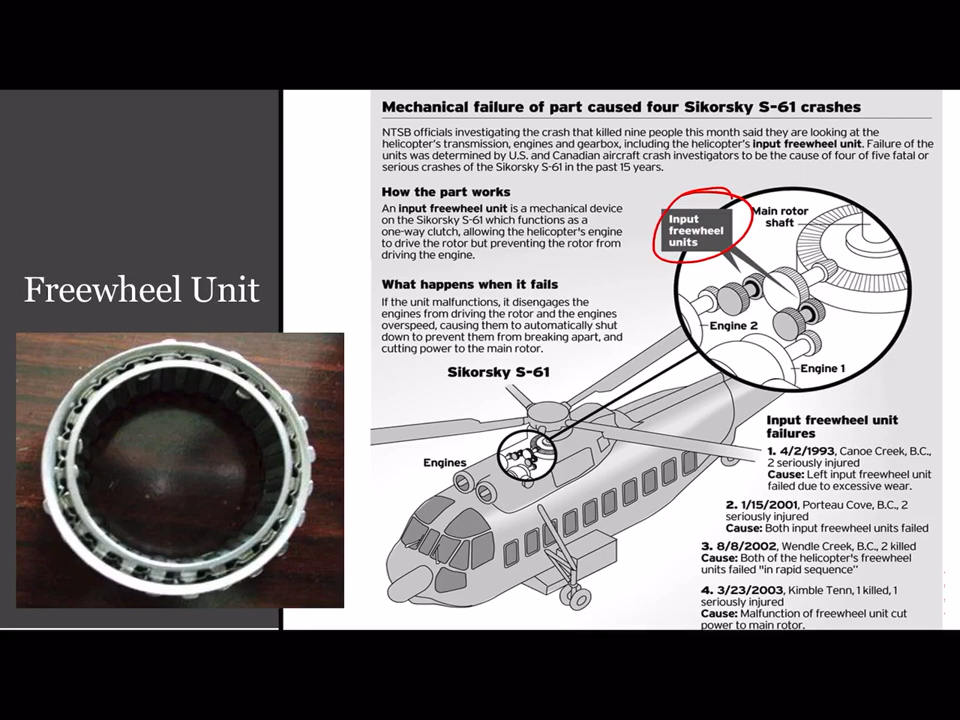 Freewheel Unit
Mechanical failure of part caused four Sikorsky S-61 crashes
NTSB officials investigating the crash that killed nine people this month said they are looking at the
helicopter's transmission, engines and gearbox, including the helicopter's input freewheel unit. Failure of the
units was determined by U.S. and Canadian aircraft crash investigators to be the cause of four of five fatal or
serious crashes of the Sikorsky S-61 in the past 15 years.
How the part works
An input freewheel unit is a mechanical device
on the Sikorsky S-61 which functions as a
one-way clutch, allowing the helicopter's engine
to drive the rotor but preventing the rotor from
driving the engine.
What happens when it fails
If the unit malfunctions, it disengages the
engines from driving the rotor and the engines
overspeed, causing them to automatically shut
down to prevent them from breaking apart, and
cutting power to the main rotor.
Input
freewheel
units
Main rotor
shaft
Engine 2
Engine 1
Sikorsky S-61
Engines
Input freewheel unit
failures
1. 4/2/1993, Canoe Creek, B.C.,
2 seriously injured
Cause: Left input freewheel unit
failed due to excessive wear.
2. 1/15/2001, Porteau Cove, B.C., 2
seriously injured
Cause: Both input freewheel units failed
3. 8/8/2002, Wendle Creek, B.C., 2 killed
Cause: Both of the helicopter's freewheel
units failed "in rapid sequence"
4. 3/23/2003, Kimble Tenn, 1 killed, 1
seriously injured
Cause: Malfunction of freewheel unit cut
power to main rotor.